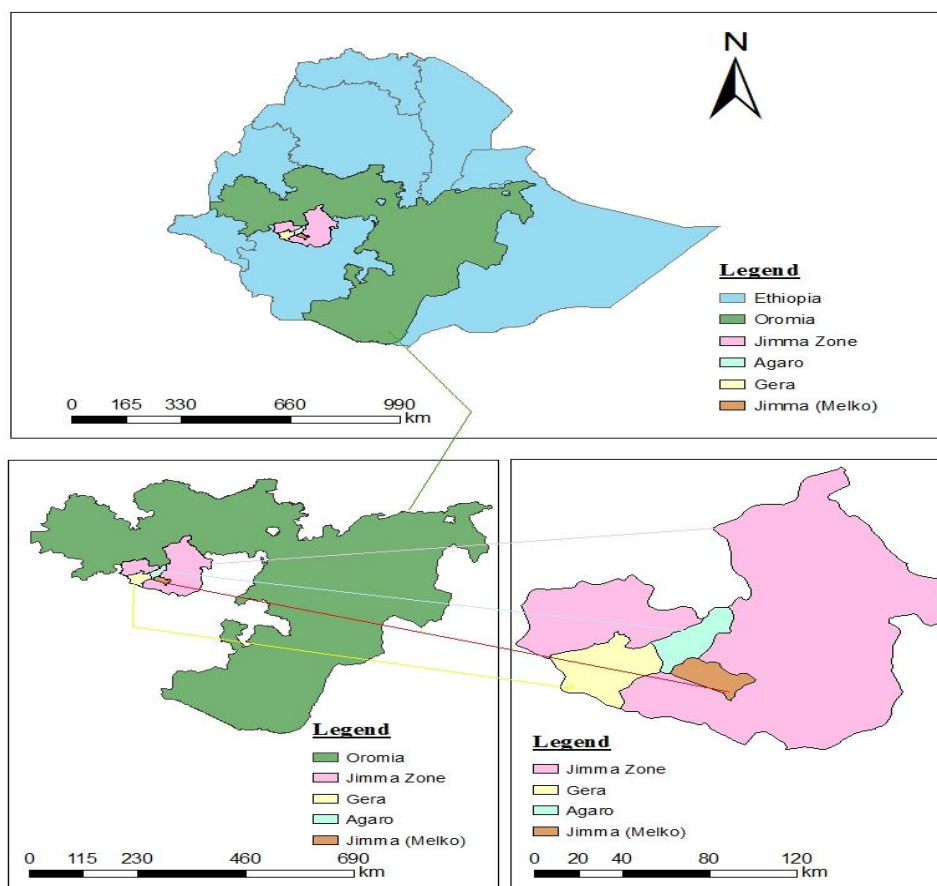 N
Legend
Ethiopia
Oromia
Jimma Zone
Agaro
Gera
Jimma (Melko)
0 165 330 660 990
km
Legend
Oromia
Jimma Zone
Gera
Agaro
Jimma (Melko)
0 115 230 460 690
km
Legend
Jimma Zone
Gera
Agaro
Jimma (Melko)
0 20 40 80 120
km